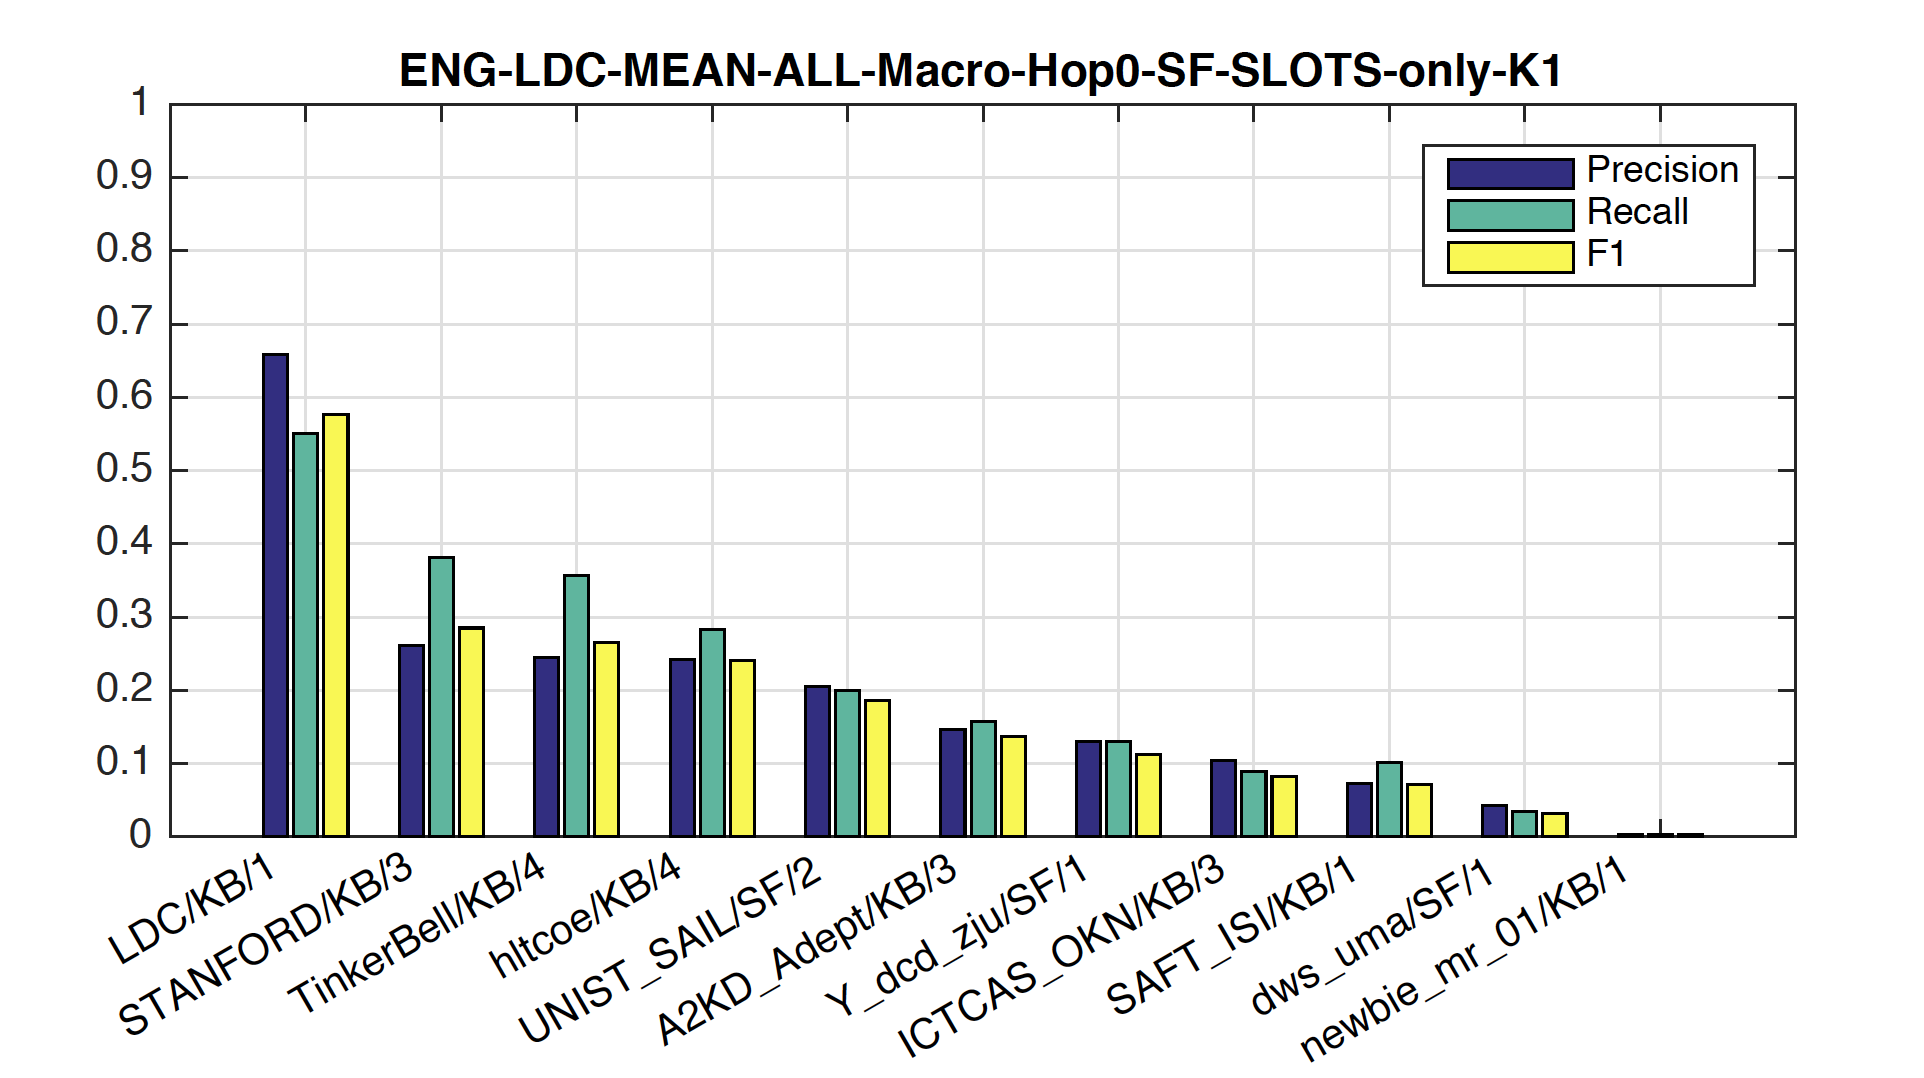 ENG-LDC-MEAN-ALL-Macro-Hop0-SF-SLOTS-only-K1
1
0.9
0.8
0.7
0.6
0.5
0.4
0.3
0.2
0.1
0
Precision
Recall
F1
LDC/KB/1
STANFORD/KB/3
TinkerBell/KB/4
hltcoe/KB/4
UNIST_SAIL/SF/2
A2KD_Adept/KB/3
Y_dcd_zju/SF/1
ICTCAS_OKN/KB/3
SAFT_ISI/KB/1
dws_uma/SF/1
newbie_mr_01/KB/1